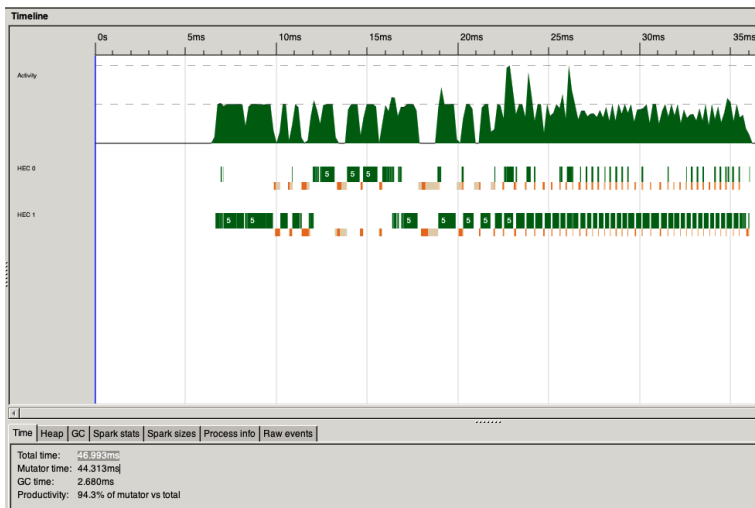 Timeline
0s 5ms 10ms 15ms 20ms 25ms 30ms 35ms
Activity
HEC 0
5 5 5
HEC 1
5 5 5 5 5 5
Time Heap GC Spark stats Spark sizes Process info Raw events
Total time: 46.993ms
Mutator time: 44.313ms
GC time: 2.680ms
Productivity: 94.3% of mutator vs total